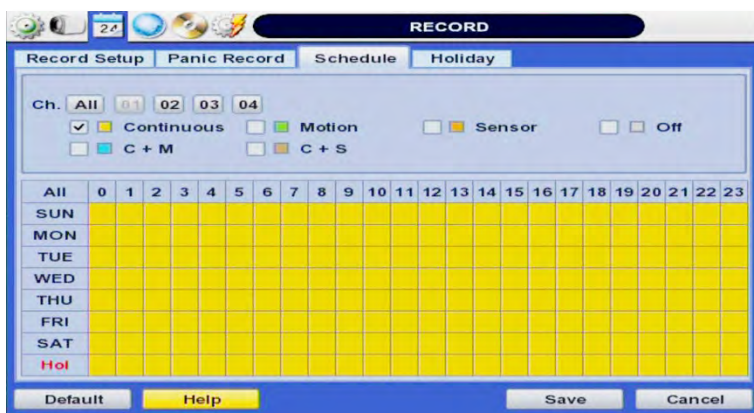 24
RECORD
Record Setup Panic Record Schedule Holiday
Ch. All 01 02 03 04
Continuous Motion Sensor Off
C + M C + S
All 0 1 2 3 4 5 6 7 8 9 10 11 12 13 14 15 16 17 18 19 20 21 22 23
SUN
MON
TUE
WED
THU
FRI
SAT
Hol
Default Help Save Cancel